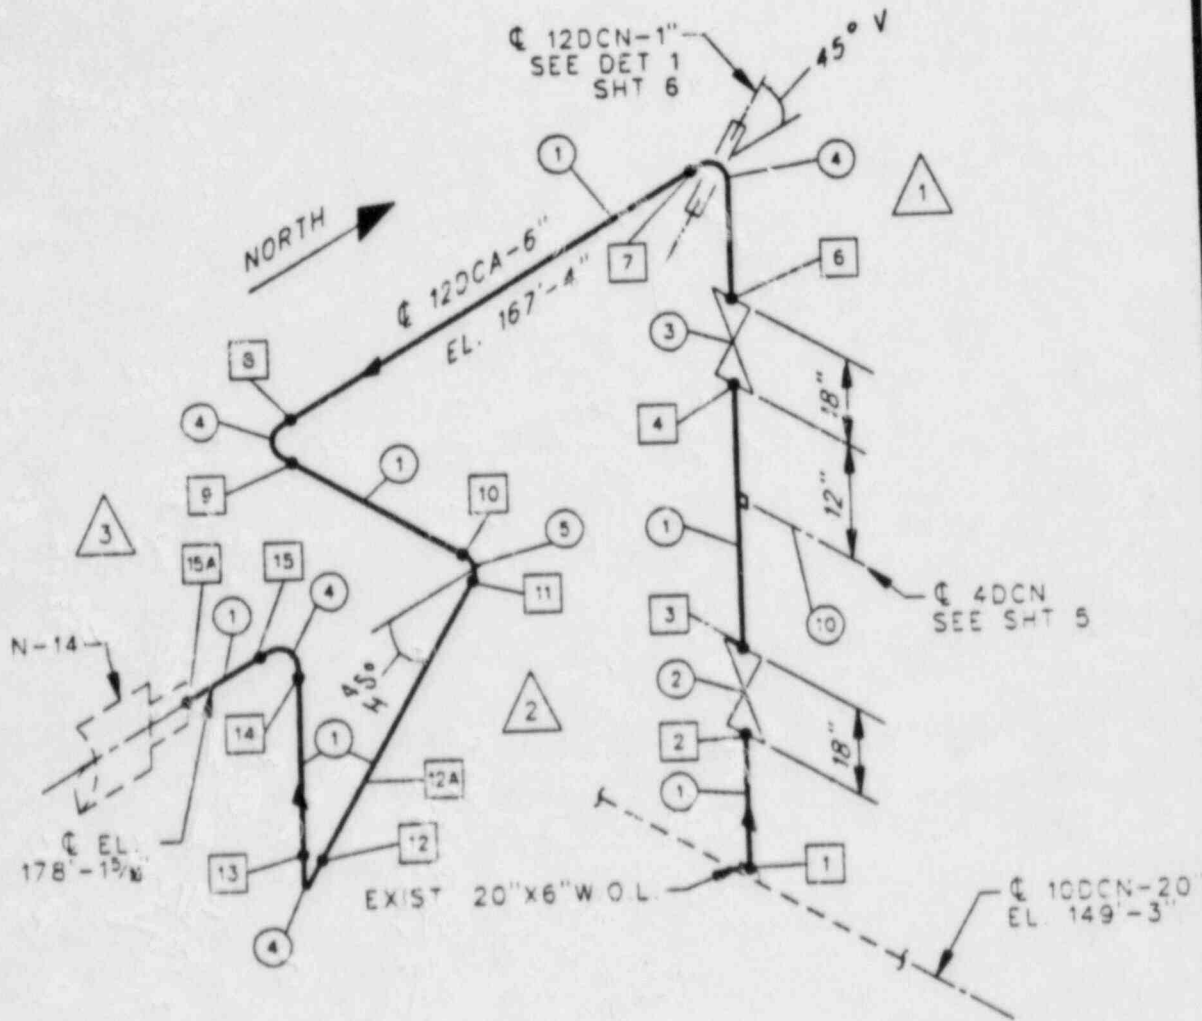 ℄ 12DCN-1"
SEE DET 1
SHT 6
45° V
1
4
1
NORTH
7
6
℄ 12DCA-6"
EL. 167'-4"
3
8
4
18"
4
12"
9
1
10
3
5
1
15A
15
4
11
3
℄ 4DCN
SEE SHT 5
10
1
N-14
45°
2
2
14
1
2
18"
12A
1
℄ EL.
178'-1 5/16
13
12
1
EXIST 20"X6" W.O.L.
℄ 10DCN-20"
EL. 149'-3"
4